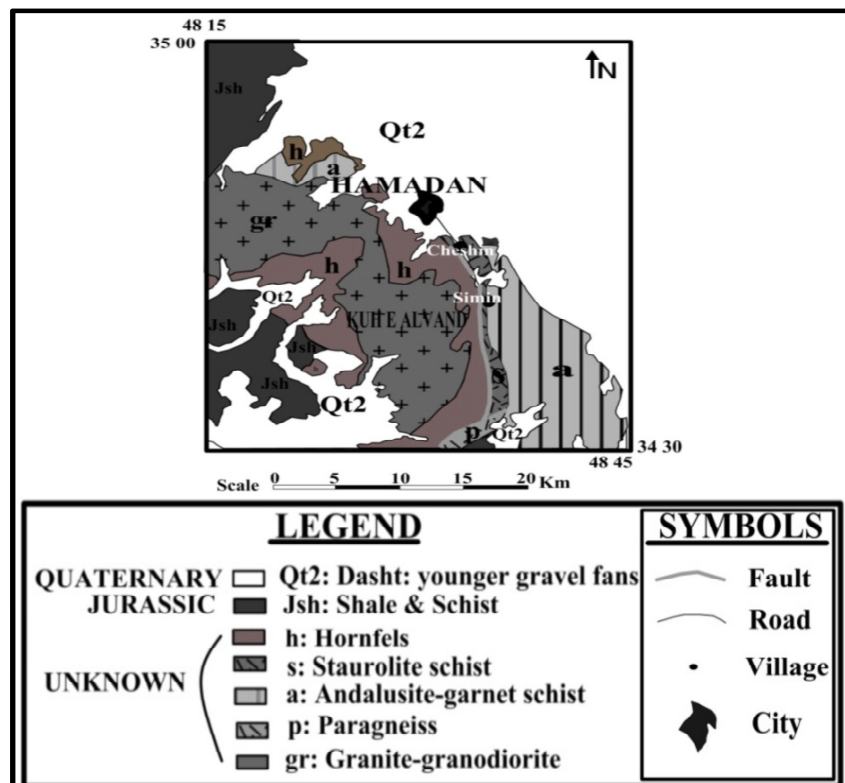 48 15
35 00
N
Jsh
Qt2
h
a
HAMADAN
gr
Cheshin
h
h
Qt2
Simin
Jsh
KUH E ALVAND
Jsh
s
a
Jsh
Qt2
p
Qt2
34 30
48 45
Scale 0 5 10 15 20 Km
LEGEND
QUATERNARY Qt2: Dasht: younger gravel fans
JURASSIC Jsh: Shale & Schist
UNKNOWN
h: Hornfels
s: Staurolite schist
a: Andalusite-garnet schist
p: Paragneiss
gr: Granite-granodiorite
SYMBOLS
Fault
Road
Village
City